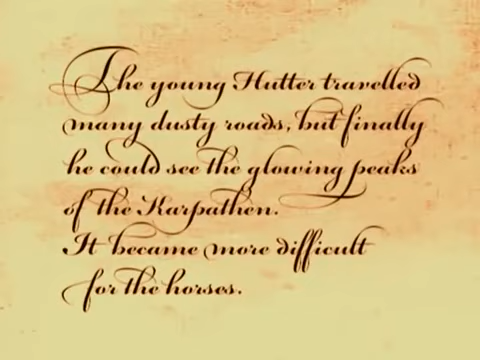 The young Hutter travelled
many dusty roads, but finally
he could see the glowing peaks
of the Karpathen.
It became more difficult
for the horses.